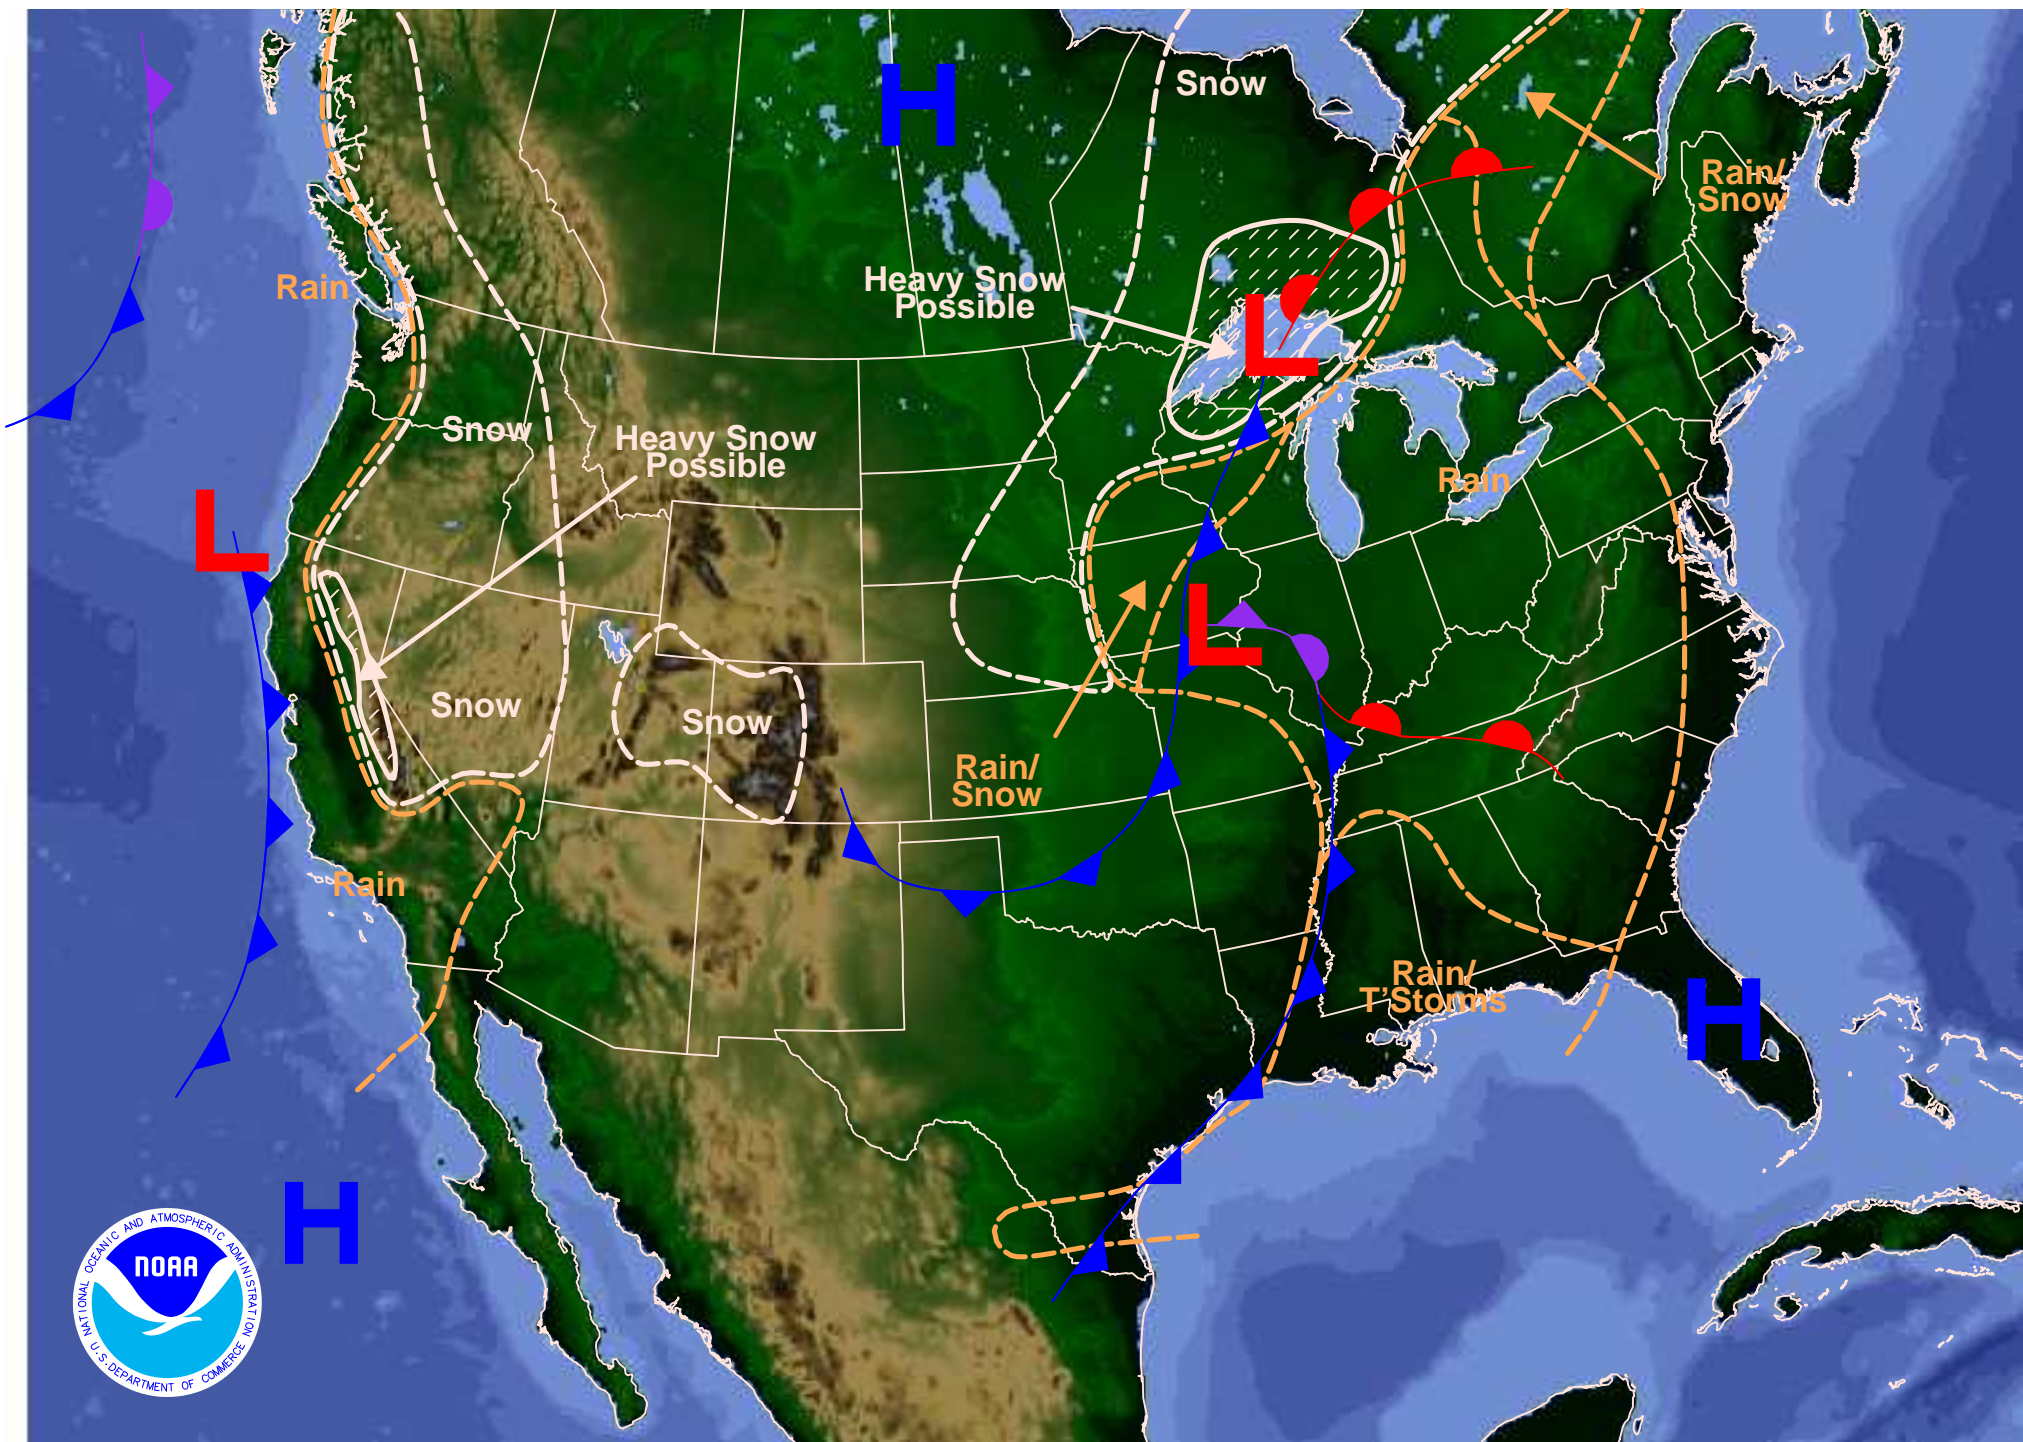 H
Snow
Rain/
Snow
Rain
Heavy Snow
Possible
L
Snow
Heavy Snow
Possible
Rain
L
L
Snow
Snow
Rain/
Snow
Rain
Rain/
T'Storms
H
H
NATIONAL OCEANIC AND ATMOSPHERIC ADMINISTRATION
NOAA
U.S. DEPARTMENT OF COMMERCE